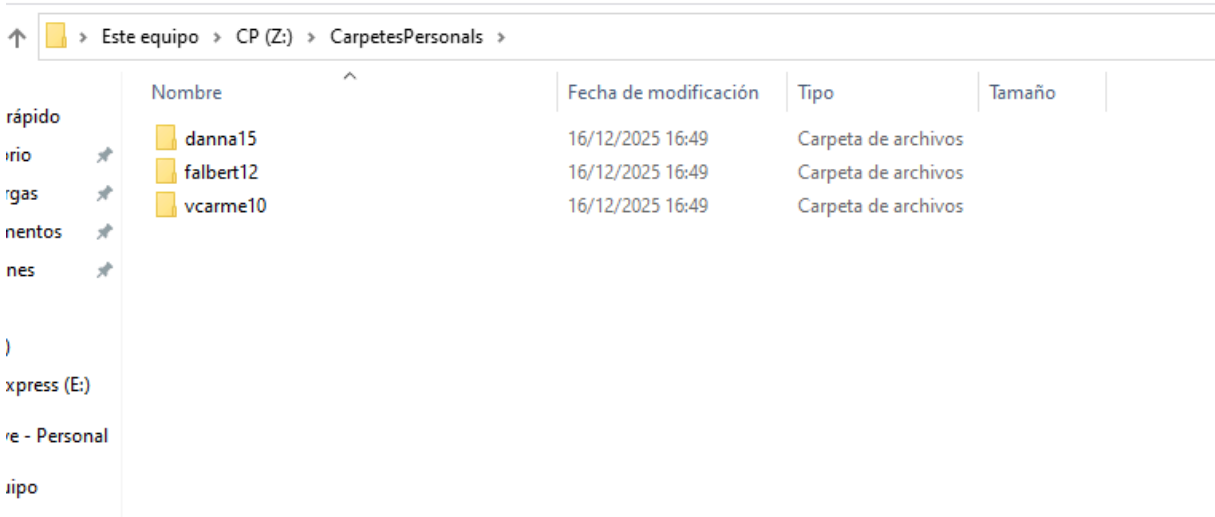 Este equipo > CP (Z:) > CarpetesPersonals >
Nombre Fecha de modificación Tipo Tamaño
rápido
danna15 16/12/2025 16:49 Carpeta de archivos
falbert12 16/12/2025 16:49 Carpeta de archivos
rgas
vcarme10 16/12/2025 16:49 Carpeta de archivos
mentos
nes
)
xpress (E:)
ve - Personal
uipo